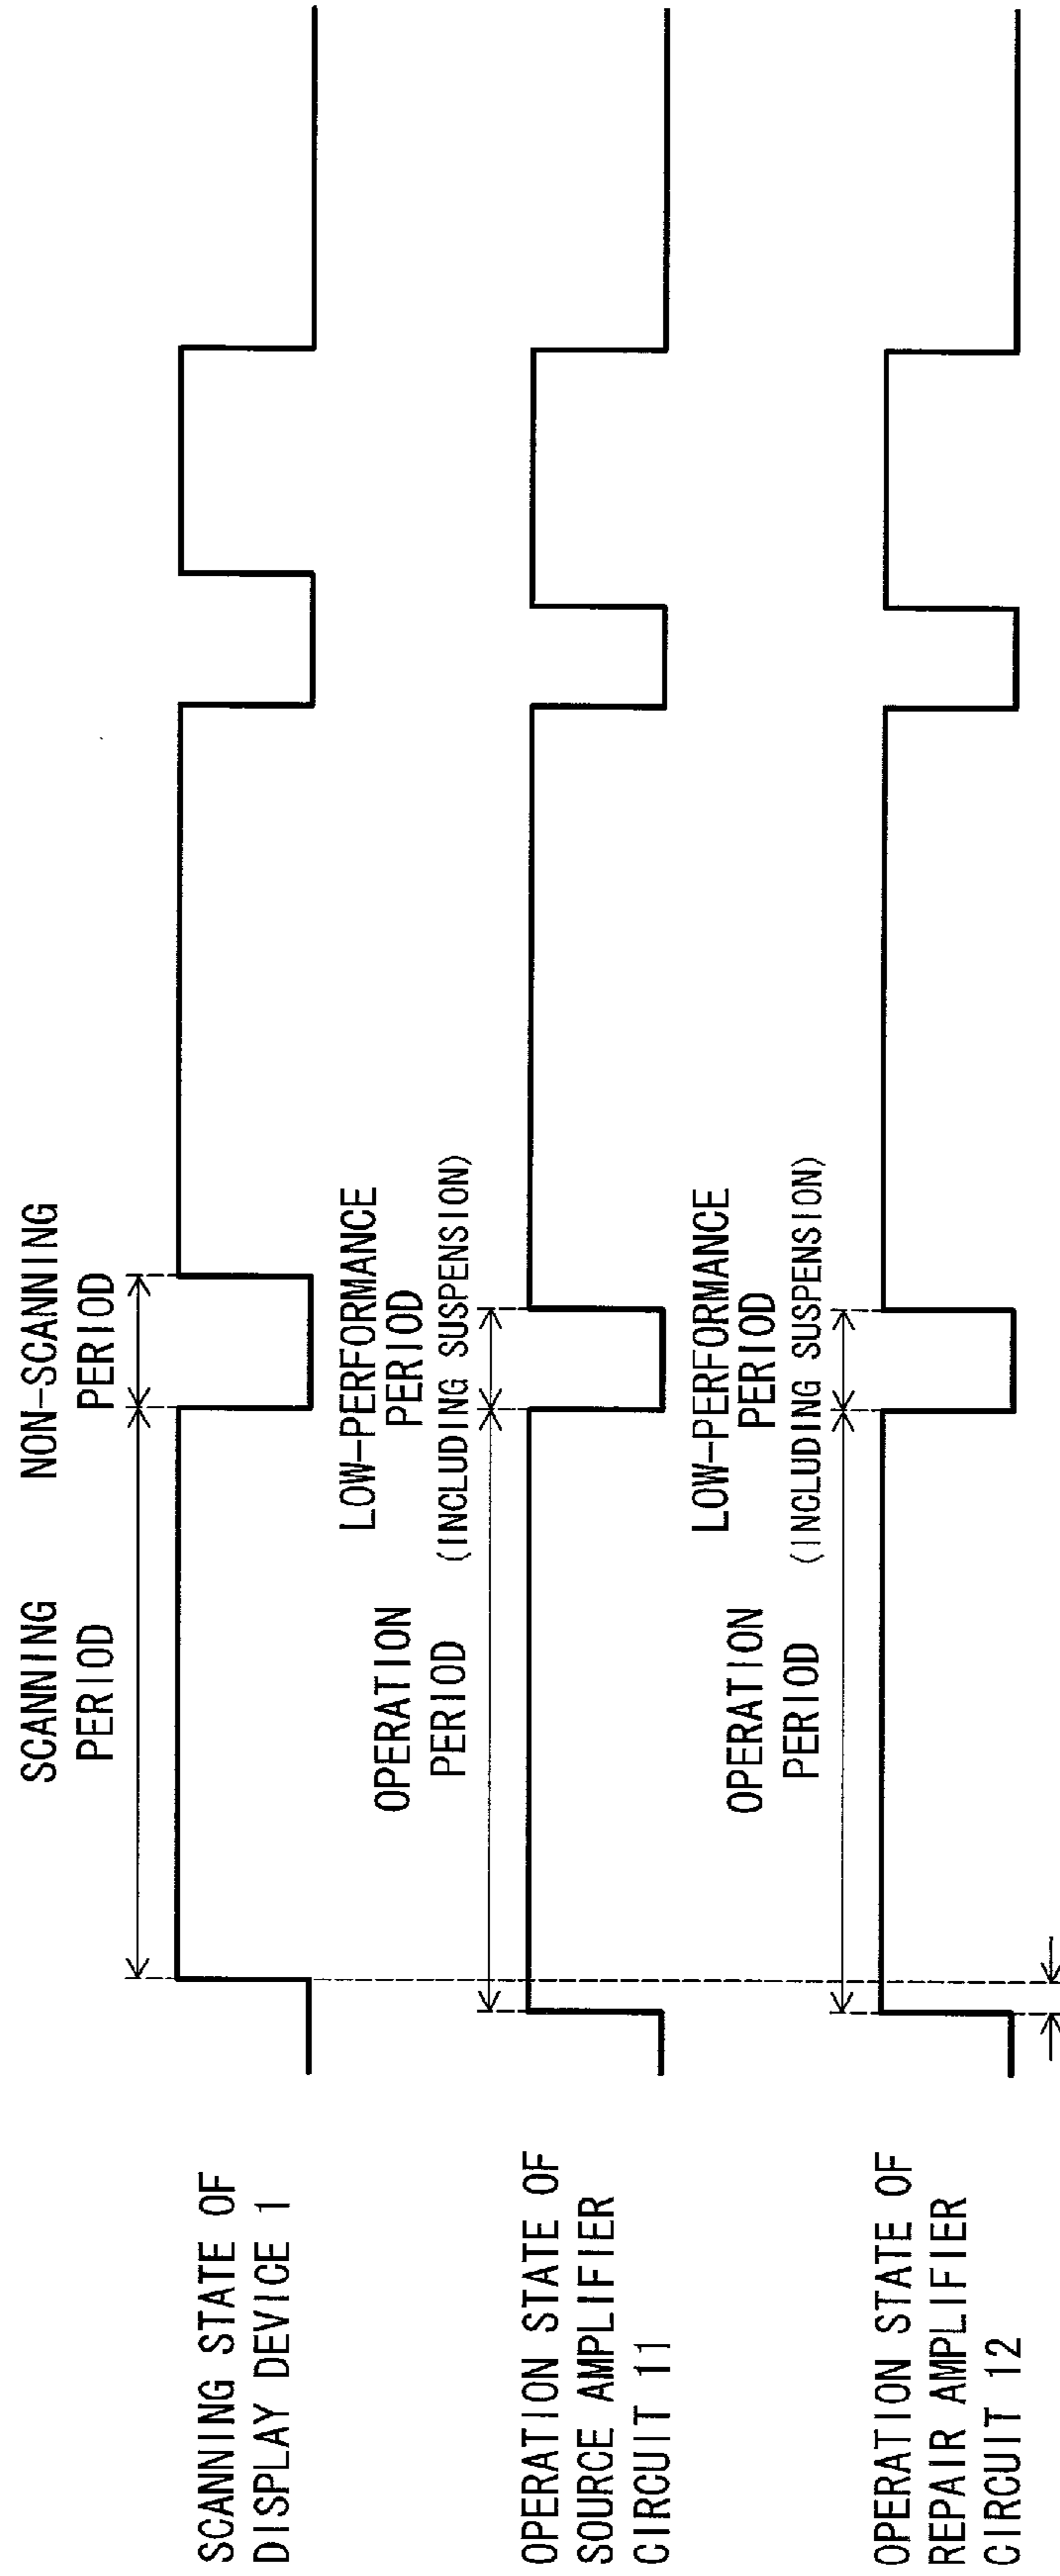 SCANNING
PERIOD
NON-SCANNING
PERIOD
SCANNING STATE OF
DISPLAY DEVICE 1
LOW-PERFORMANCE
PERIOD
(INCLUDING SUSPENSION)
OPERATION
PERIOD
OPERATION STATE OF
SOURCE AMPLIFIER
CIRCUIT 11
LOW-PERFORMANCE
PERIOD
(INCLUDING SUSPENSION)
OPERATION
PERIOD
OPERATION STATE OF
REPAIR AMPLIFIER
CIRCUIT 12